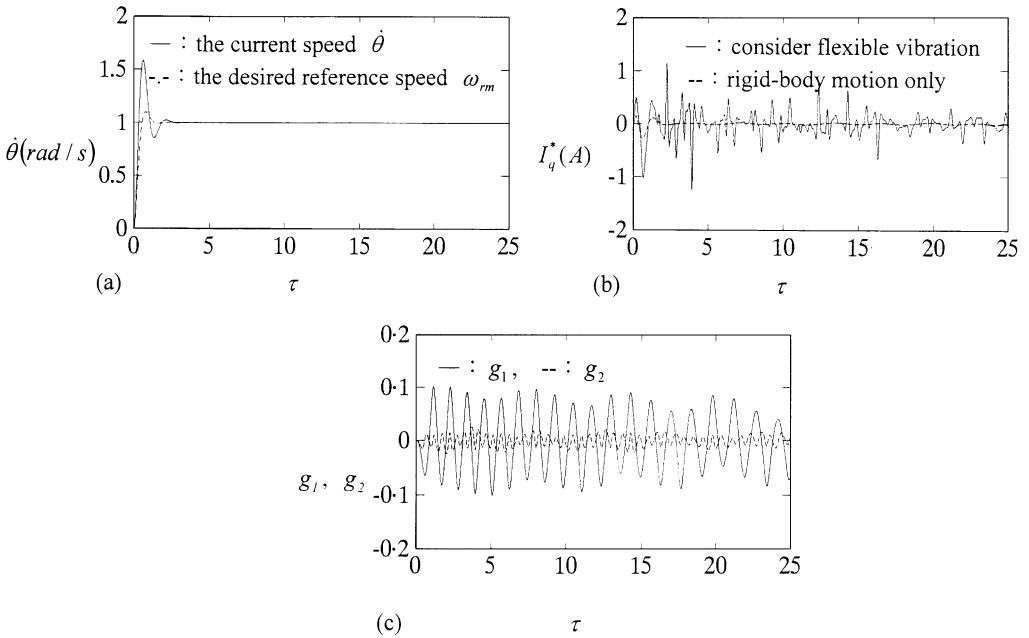 2
— : the current speed θ̇
1·5
-·- : the desired reference speed ω_rm
1
θ̇(rad / s)
0·5
0
0 5 10 15 20 25
(a) τ
2
— : consider flexible vibration
1
-- : rigid-body motion only
0
I_q^*(A)
-1
-2
0 5 10 15 20 25
(b) τ
0·2
— : g_1, -- : g_2
0·1
0
g_1, g_2
-0·1
-0·2
0 5 10 15 20 25
(c) τ